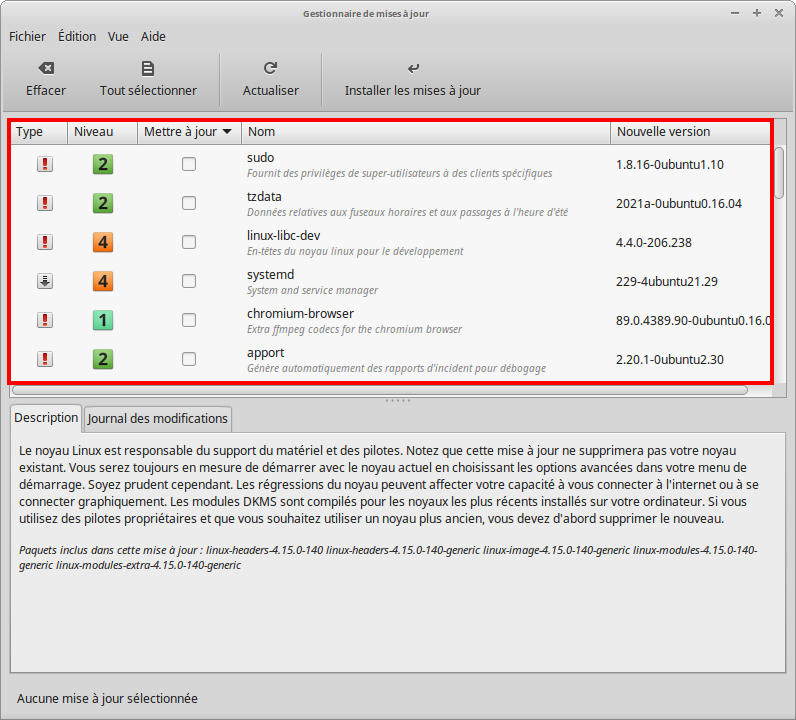 Gestionnaire de mises à jour
Fichier Édition Vue Aide
Effacer Tout sélectionner Actualiser Installer les mises à jour
Type Niveau Mettre à jour Nom Nouvelle version
2 sudo 1.8.16-0ubuntu1.10
Fournit des privilèges de super-utilisateurs à des clients spécifiques
2 tzdata 2021a-0ubuntu0.16.04
Données relatives aux fuseaux horaires et aux passages à l'heure d'été
4 linux-libc-dev 4.4.0-206.238
En-têtes du noyau linux pour le développement
4 systemd 229-4ubuntu21.29
System and service manager
1 chromium-browser 89.0.4389.90-0ubuntu0.16.0
Extra ffmpeg codecs for the chromium browser
2 apport 2.20.1-0ubuntu2.30
Génère automatiquement des rapports d'incident pour débogage
Description Journal des modifications
Le noyau Linux est responsable du support du matériel et des pilotes. Notez que cette mise à jour ne supprimera pas votre noyau
existant. Vous serez toujours en mesure de démarrer avec le noyau actuel en choisissant les options avancées dans votre menu de
démarrage. Soyez prudent cependant. Les régressions du noyau peuvent affecter votre capacité à vous connecter à l'internet ou à se
connecter graphiquement. Les modules DKMS sont compilés pour les noyaux les plus récents installés sur votre ordinateur. Si vous
utilisez des pilotes propriétaires et que vous souhaitez utiliser un noyau plus ancien, vous devez d'abord supprimer le nouveau.
Paquets inclus dans cette mise à jour : linux-headers-4.15.0-140 linux-headers-4.15.0-140-generic linux-image-4.15.0-140-generic linux-modules-4.15.0-140-
generic linux-modules-extra-4.15.0-140-generic
Aucune mise à jour sélectionnée